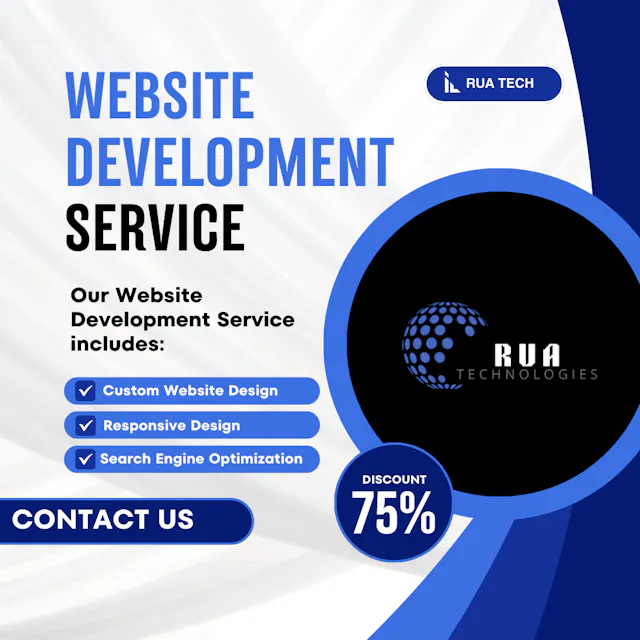 WEBSITE
DEVELOPMENT
SERVICE
RUA TECH
Our Website
Development Service
includes:
Custom Website Design
Responsive Design
Search Engine Optimization
CONTACT US
RUA
TECHNOLOGIES
DISCOUNT
75%